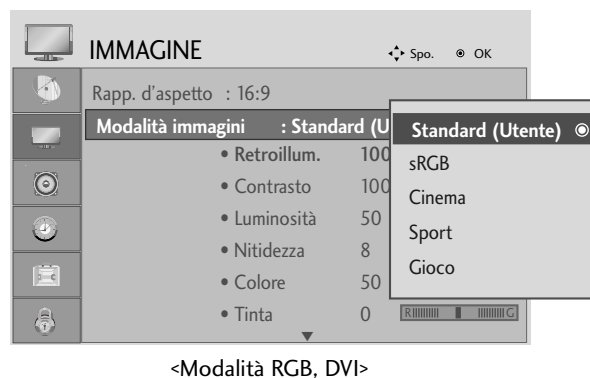 IMMAGINE Spo. OK
Rapp. d'aspetto : 16:9
Modalità immagini : Standard (U
• Retroillum. 100
• Contrasto 100
• Luminosità 50
• Nitidezza 8
• Colore 50
• Tinta 0 R G
Standard (Utente)
sRGB
Cinema
Sport
Gioco
<Modalità RGB, DVI>